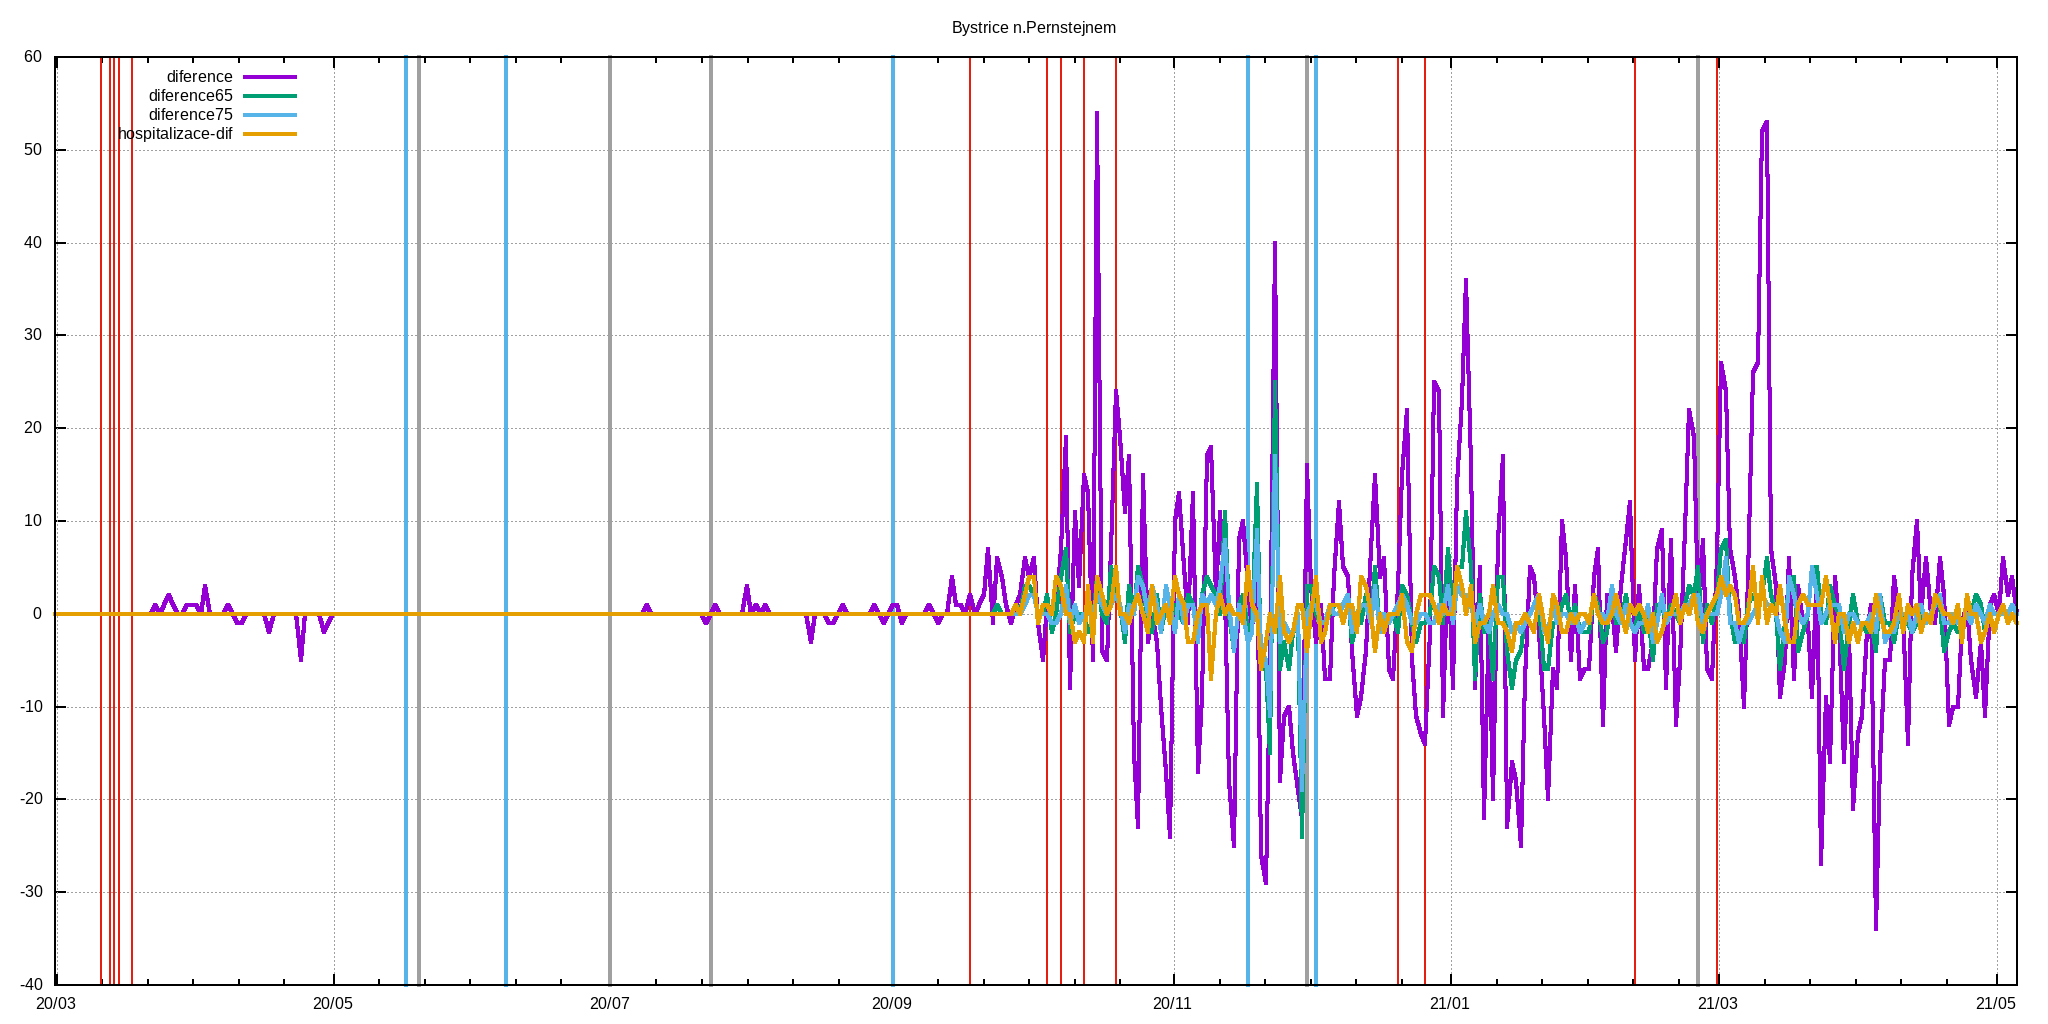 Bystrice n.Pernstejnem
60
50
40
30
20
10
0
-10
-20
-30
-40
diference
diference65
diference75
hospitalizace-dif
20/03 20/05 20/07 20/09 20/11 21/01 21/03 21/05